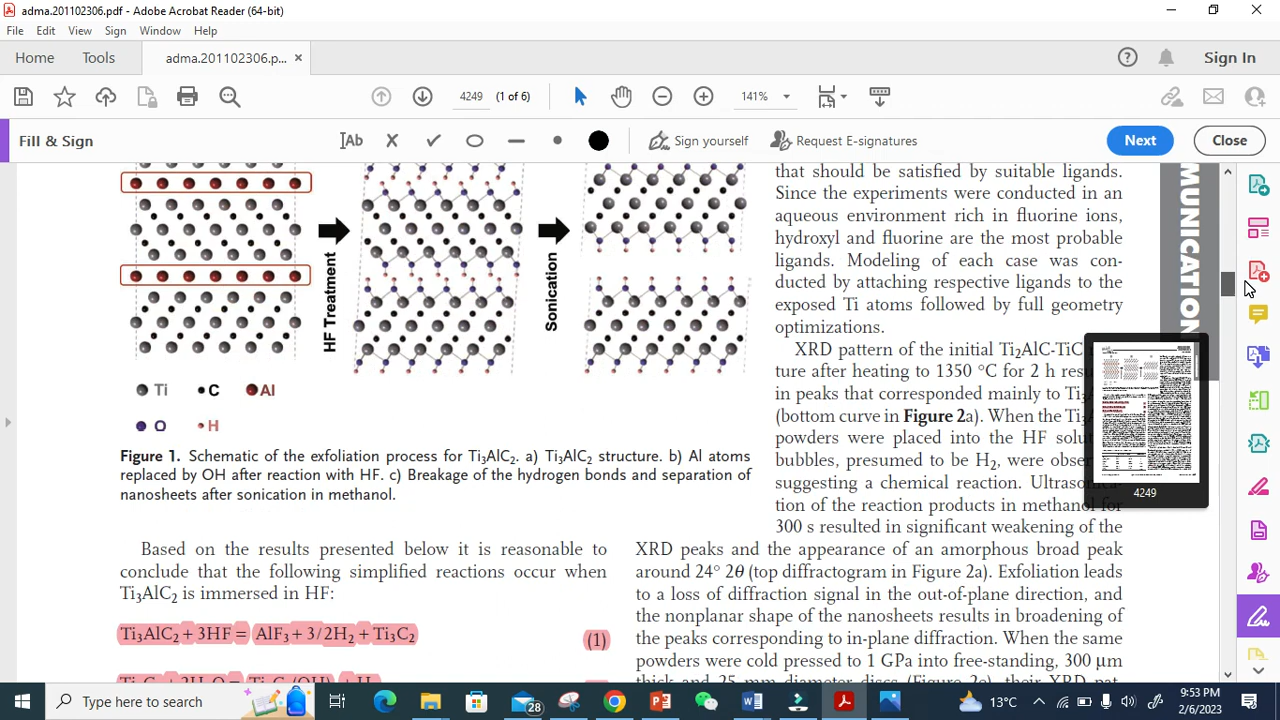 adma.201102306.pdf - Adobe Acrobat Reader (64-bit)
File Edit View Sign Window Help
Home Tools adma.201102306.p... × Sign In
4249 (1 of 6) 141%
Fill & Sign Ab Sign yourself Request E-signatures Next Close
HF Treatment
Sonication
Ti C Al
O H
Figure 1. Schematic of the exfoliation process for Ti₃AlC₂. a) Ti₃AlC₂ structure. b) Al atoms
replaced by OH after reaction with HF. c) Breakage of the hydrogen bonds and separation of
nanosheets after sonication in methanol.
Based on the results presented below it is reasonable to
conclude that the following simplified reactions occur when
Ti₃AlC₂ is immersed in HF:
Ti₃AlC₂ + 3HF = AlF₃ + 3/2H₂ + Ti₃C₂ (1)
that should be satisfied by suitable ligands.
Since the experiments were conducted in an
aqueous environment rich in fluorine ions,
hydroxyl and fluorine are the most probable
ligands. Modeling of each case was con-
ducted by attaching respective ligands to the
exposed Ti atoms followed by full geometry
optimizations.
XRD pattern of the initial Ti₂AlC-TiC
ture after heating to 1350 °C for 2 h
in peaks that corresponded mainly to
(bottom curve in Figure 2a). When the
powders were placed into the HF
bubbles, presumed to be H₂, were
suggesting a chemical reaction.
tion of the reaction products in methanol for
300 s resulted in significant weakening of the
XRD peaks and the appearance of an amorphous broad peak
around 24° 2θ (top diffractogram in Figure 2a). Exfoliation leads
to a loss of diffraction signal in the out-of-plane direction, and
the nonplanar shape of the nanosheets results in broadening of
the peaks corresponding to in-plane diffraction. When the same
powders were cold pressed to 1 GPa into free-standing, 300 μm
MUNICATION
4249
Type here to search
28
13°C
9:53 PM
2/6/2023